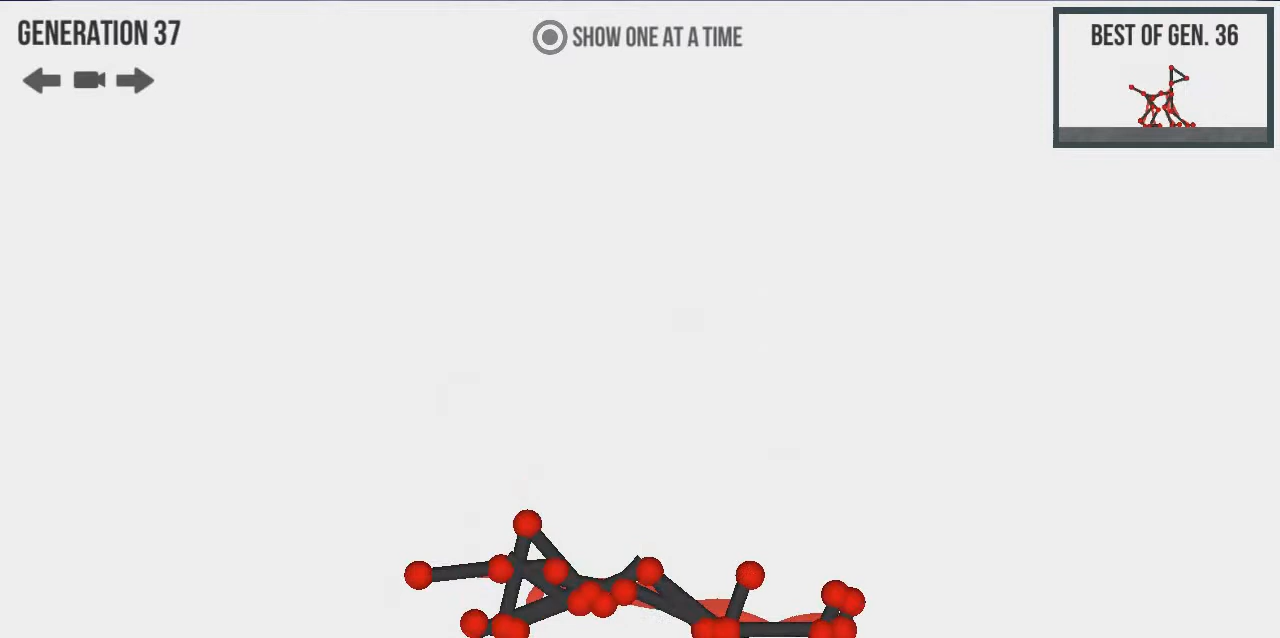 GENERATION 37
SHOW ONE AT A TIME
BEST OF GEN. 36